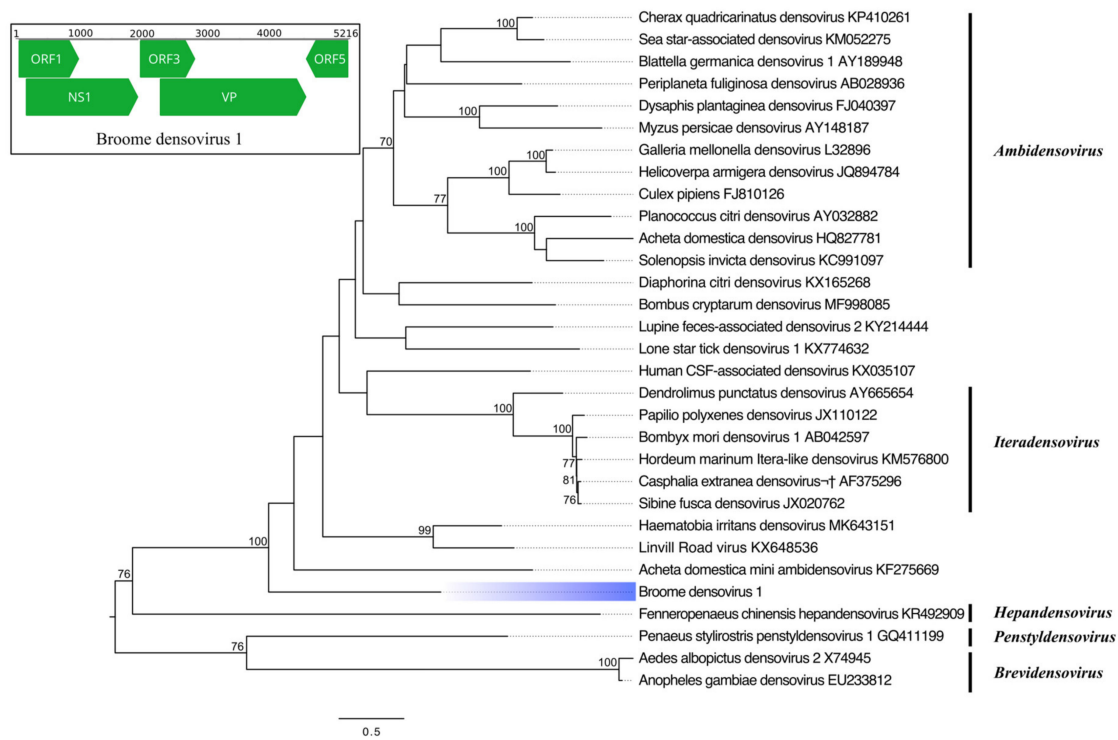 1 1000 2000 3000 4000 5216
ORF1 ORF3 ORF5
NS1 VP
Broome densovirus 1
100 Cherax quadricarinatus densovirus KP410261
Sea star-associated densovirus KM052275
Blattella germanica densovirus 1 AY189948
Periplaneta fuliginosa densovirus AB028936
Dysaphis plantaginea densovirus FJ040397
100
Myzus persicae densovirus AY148187
70
Galleria mellonella densovirus L32896
Ambidensovirus
100
100
Helicoverpa armigera densovirus JQ894784
Culex pipiens FJ810126
77
Planococcus citri densovirus AY032882
100
Acheta domestica densovirus HQ827781
Solenopsis invicta densovirus KC991097
Diaphorina citri densovirus KX165268
Bombus cryptarum densovirus MF998085
Lupine feces-associated densovirus 2 KY214444
Lone star tick densovirus 1 KX774632
Human CSF-associated densovirus KX035107
Dendrolimus punctatus densovirus AY665654
100
Papilio polyxenes densovirus JX110122
100
Bombyx mori densovirus 1 AB042597
Iteradensovirus
Hordeum marinum Itera-like densovirus KM576800
77
Casphalia extranea densovirus¬† AF375296
81
Sibine fusca densovirus JX020762
76
Haematobia irritans densovirus MK643151
99
Linvill Road virus KX648536
100
Acheta domestica mini ambidensovirus KF275669
76
Broome densovirus 1
Fenneropenaeus chinensis hepandensovirus KR492909 Hepandensovirus
Penaeus stylirostris penstyldensovirus 1 GQ411199 Penstyldensovirus
76
Aedes albopictus densovirus 2 X74945
100
Brevidensovirus
Anopheles gambiae densovirus EU233812
0.5